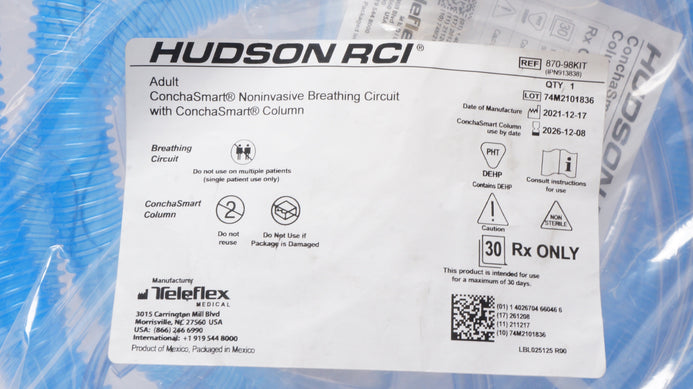 HUDSON RCI®
REF 870-98KIT
(IPN913838)
QTY 1
LOT 74M2101836
Date of Manufacture 2021-12-17
ConchaSmart Column
use by date 2026-12-08
Adult
ConchaSmart® Noninvasive Breathing Circuit
with ConchaSmart® Column
Breathing
Circuit
Do not use on multiple patients
(single patient use only)
ConchaSmart
Column
2
Do not
reuse
Do Not Use if
Package is Damaged
PHT
DEHP
Contains DEHP
i
Consult instructions
for use
!
Caution
NON
STERILE
30 Rx ONLY
This product is intended for use
for a maximum of 30 days.
Manufacturer
Teleflex
MEDICAL
3015 Carrington Mill Blvd
Morrisville, NC 27560 USA
USA: (866) 246 6990
International: +1 919 544 8000
Product of Mexico, Packaged in Mexico
(01) 1 4026704 66046 6
(17) 261208
(11) 211217
(10) 74M2101836
LBL025125 R00
HUDSON
ConchaSmart
Rx O
30